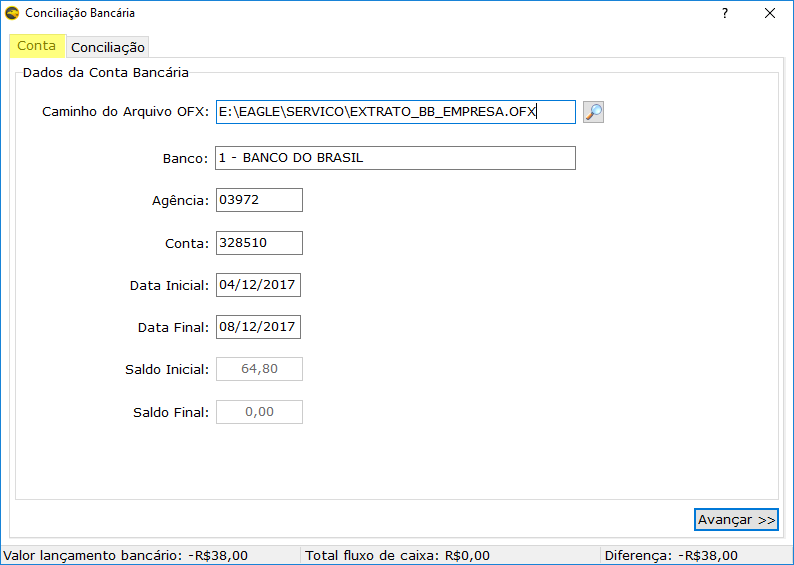 Conciliação Bancária ?
Conta Conciliação
Dados da Conta Bancária
Caminho do Arquivo OFX: E:\EAGLE\SERVICO\EXTRATO_BB_EMPRESA.OFX
Banco: 1 - BANCO DO BRASIL
Agência: 03972
Conta: 328510
Data Inicial: 04/12/2017
Data Final: 08/12/2017
Saldo Inicial: 64,80
Saldo Final: 0,00
Avançar >>
Valor lançamento bancário: -R$38,00 Total fluxo de caixa: R$0,00 Diferença: -R$38,00